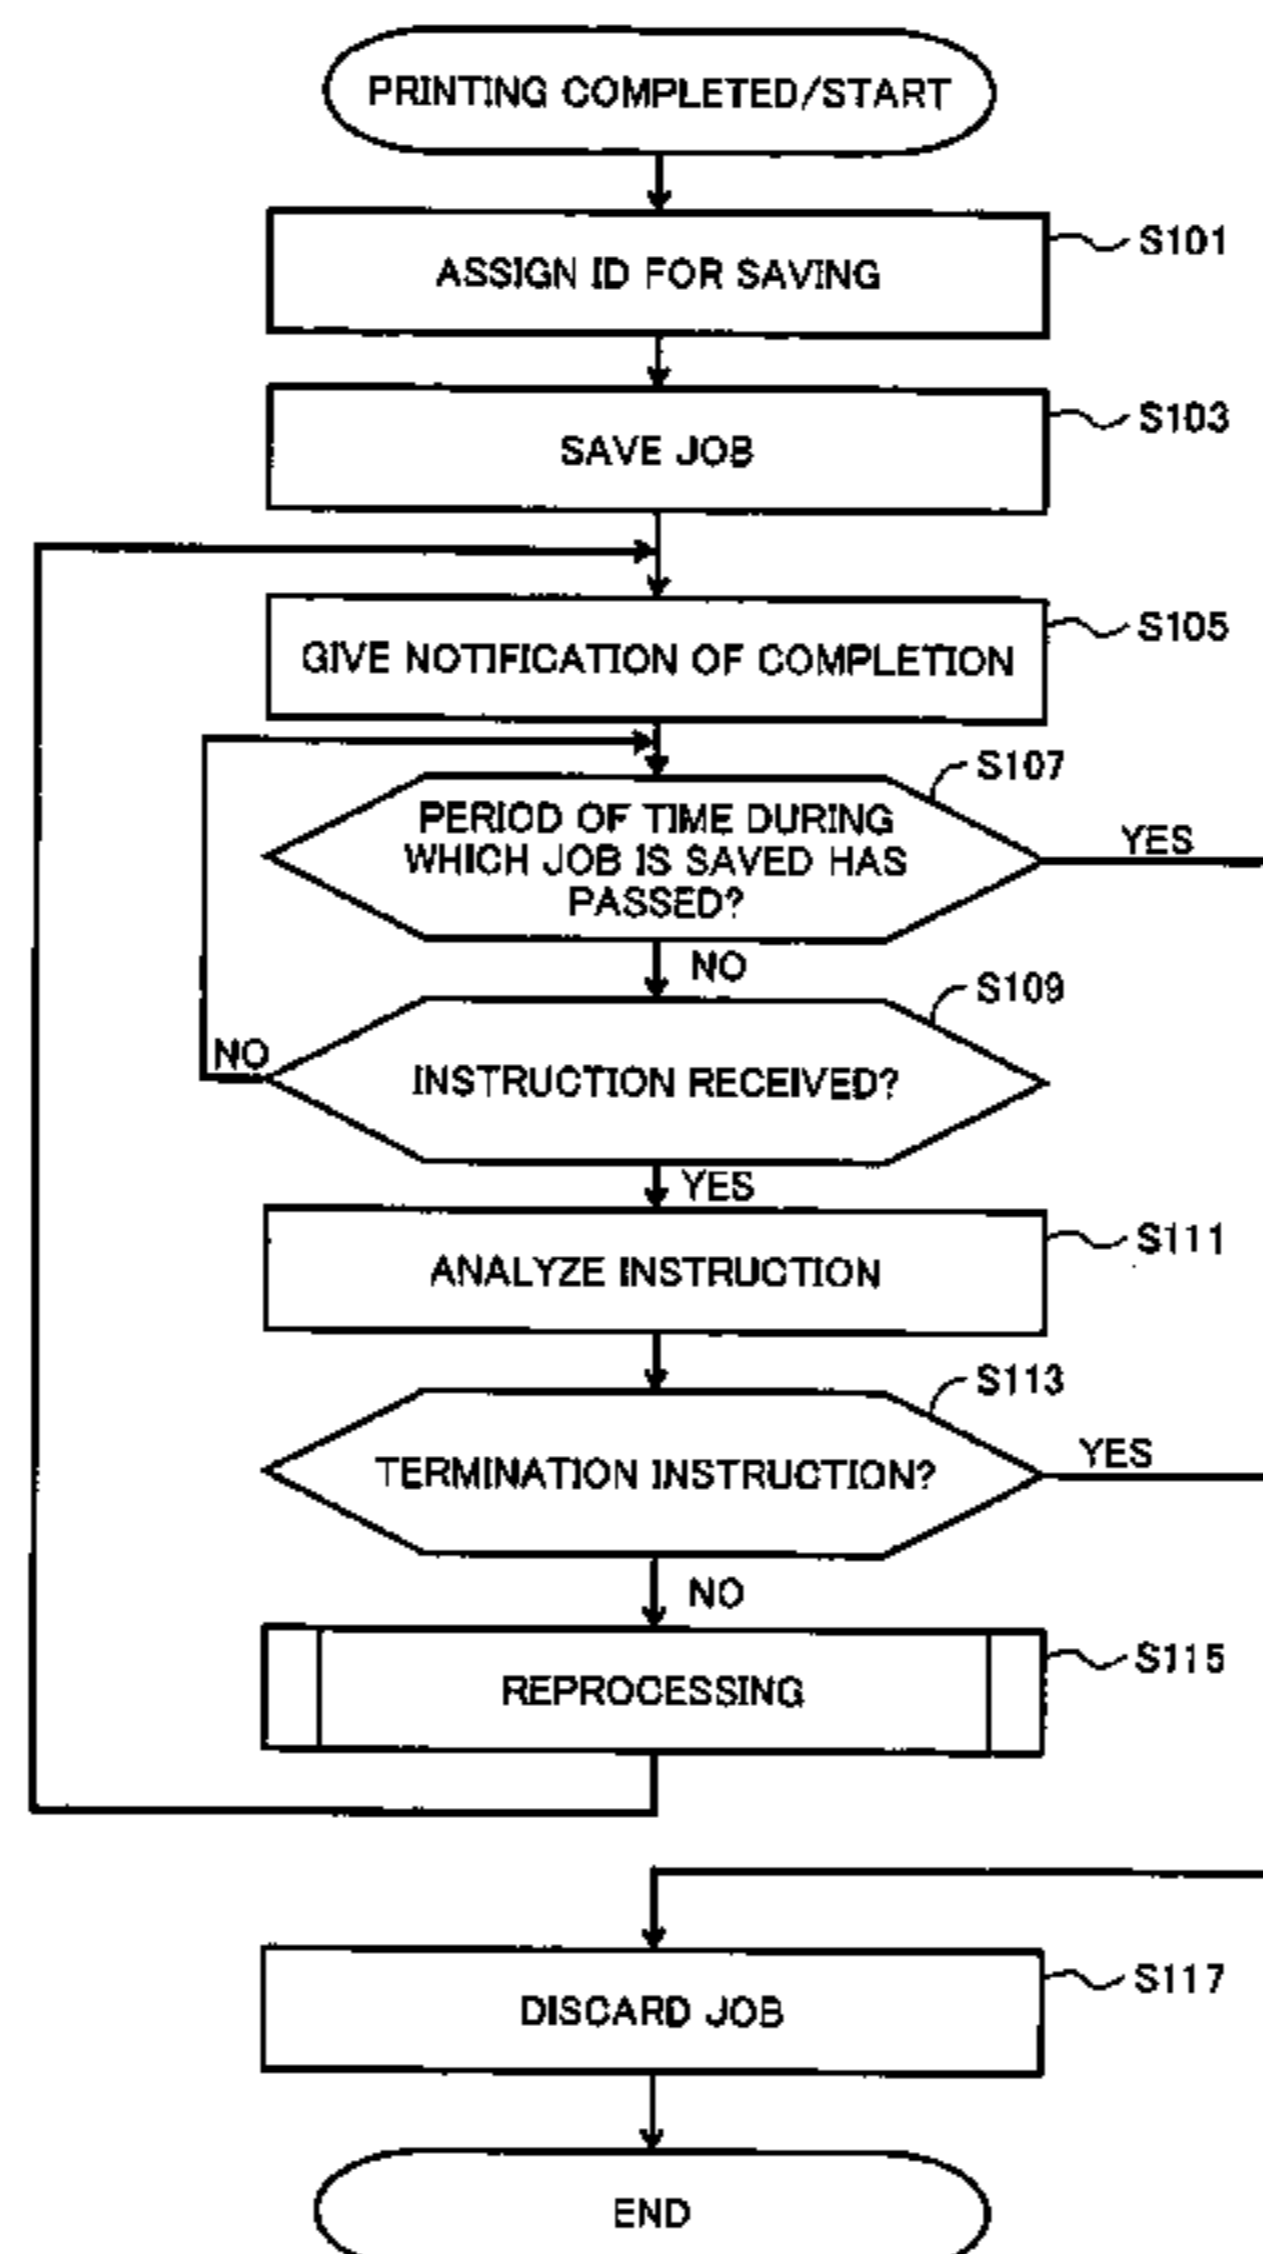 PRINTING COMPLETED/START
ASSIGN ID FOR SAVING
S101
SAVE JOB
S103
GIVE NOTIFICATION OF COMPLETION
S105
S107
PERIOD OF TIME DURING
WHICH JOB IS SAVED HAS
PASSED?
YES
NO
S109
INSTRUCTION RECEIVED?
NO
YES
ANALYZE INSTRUCTION
S111
S113
TERMINATION INSTRUCTION?
YES
NO
REPROCESSING
S115
DISCARD JOB
S117
END